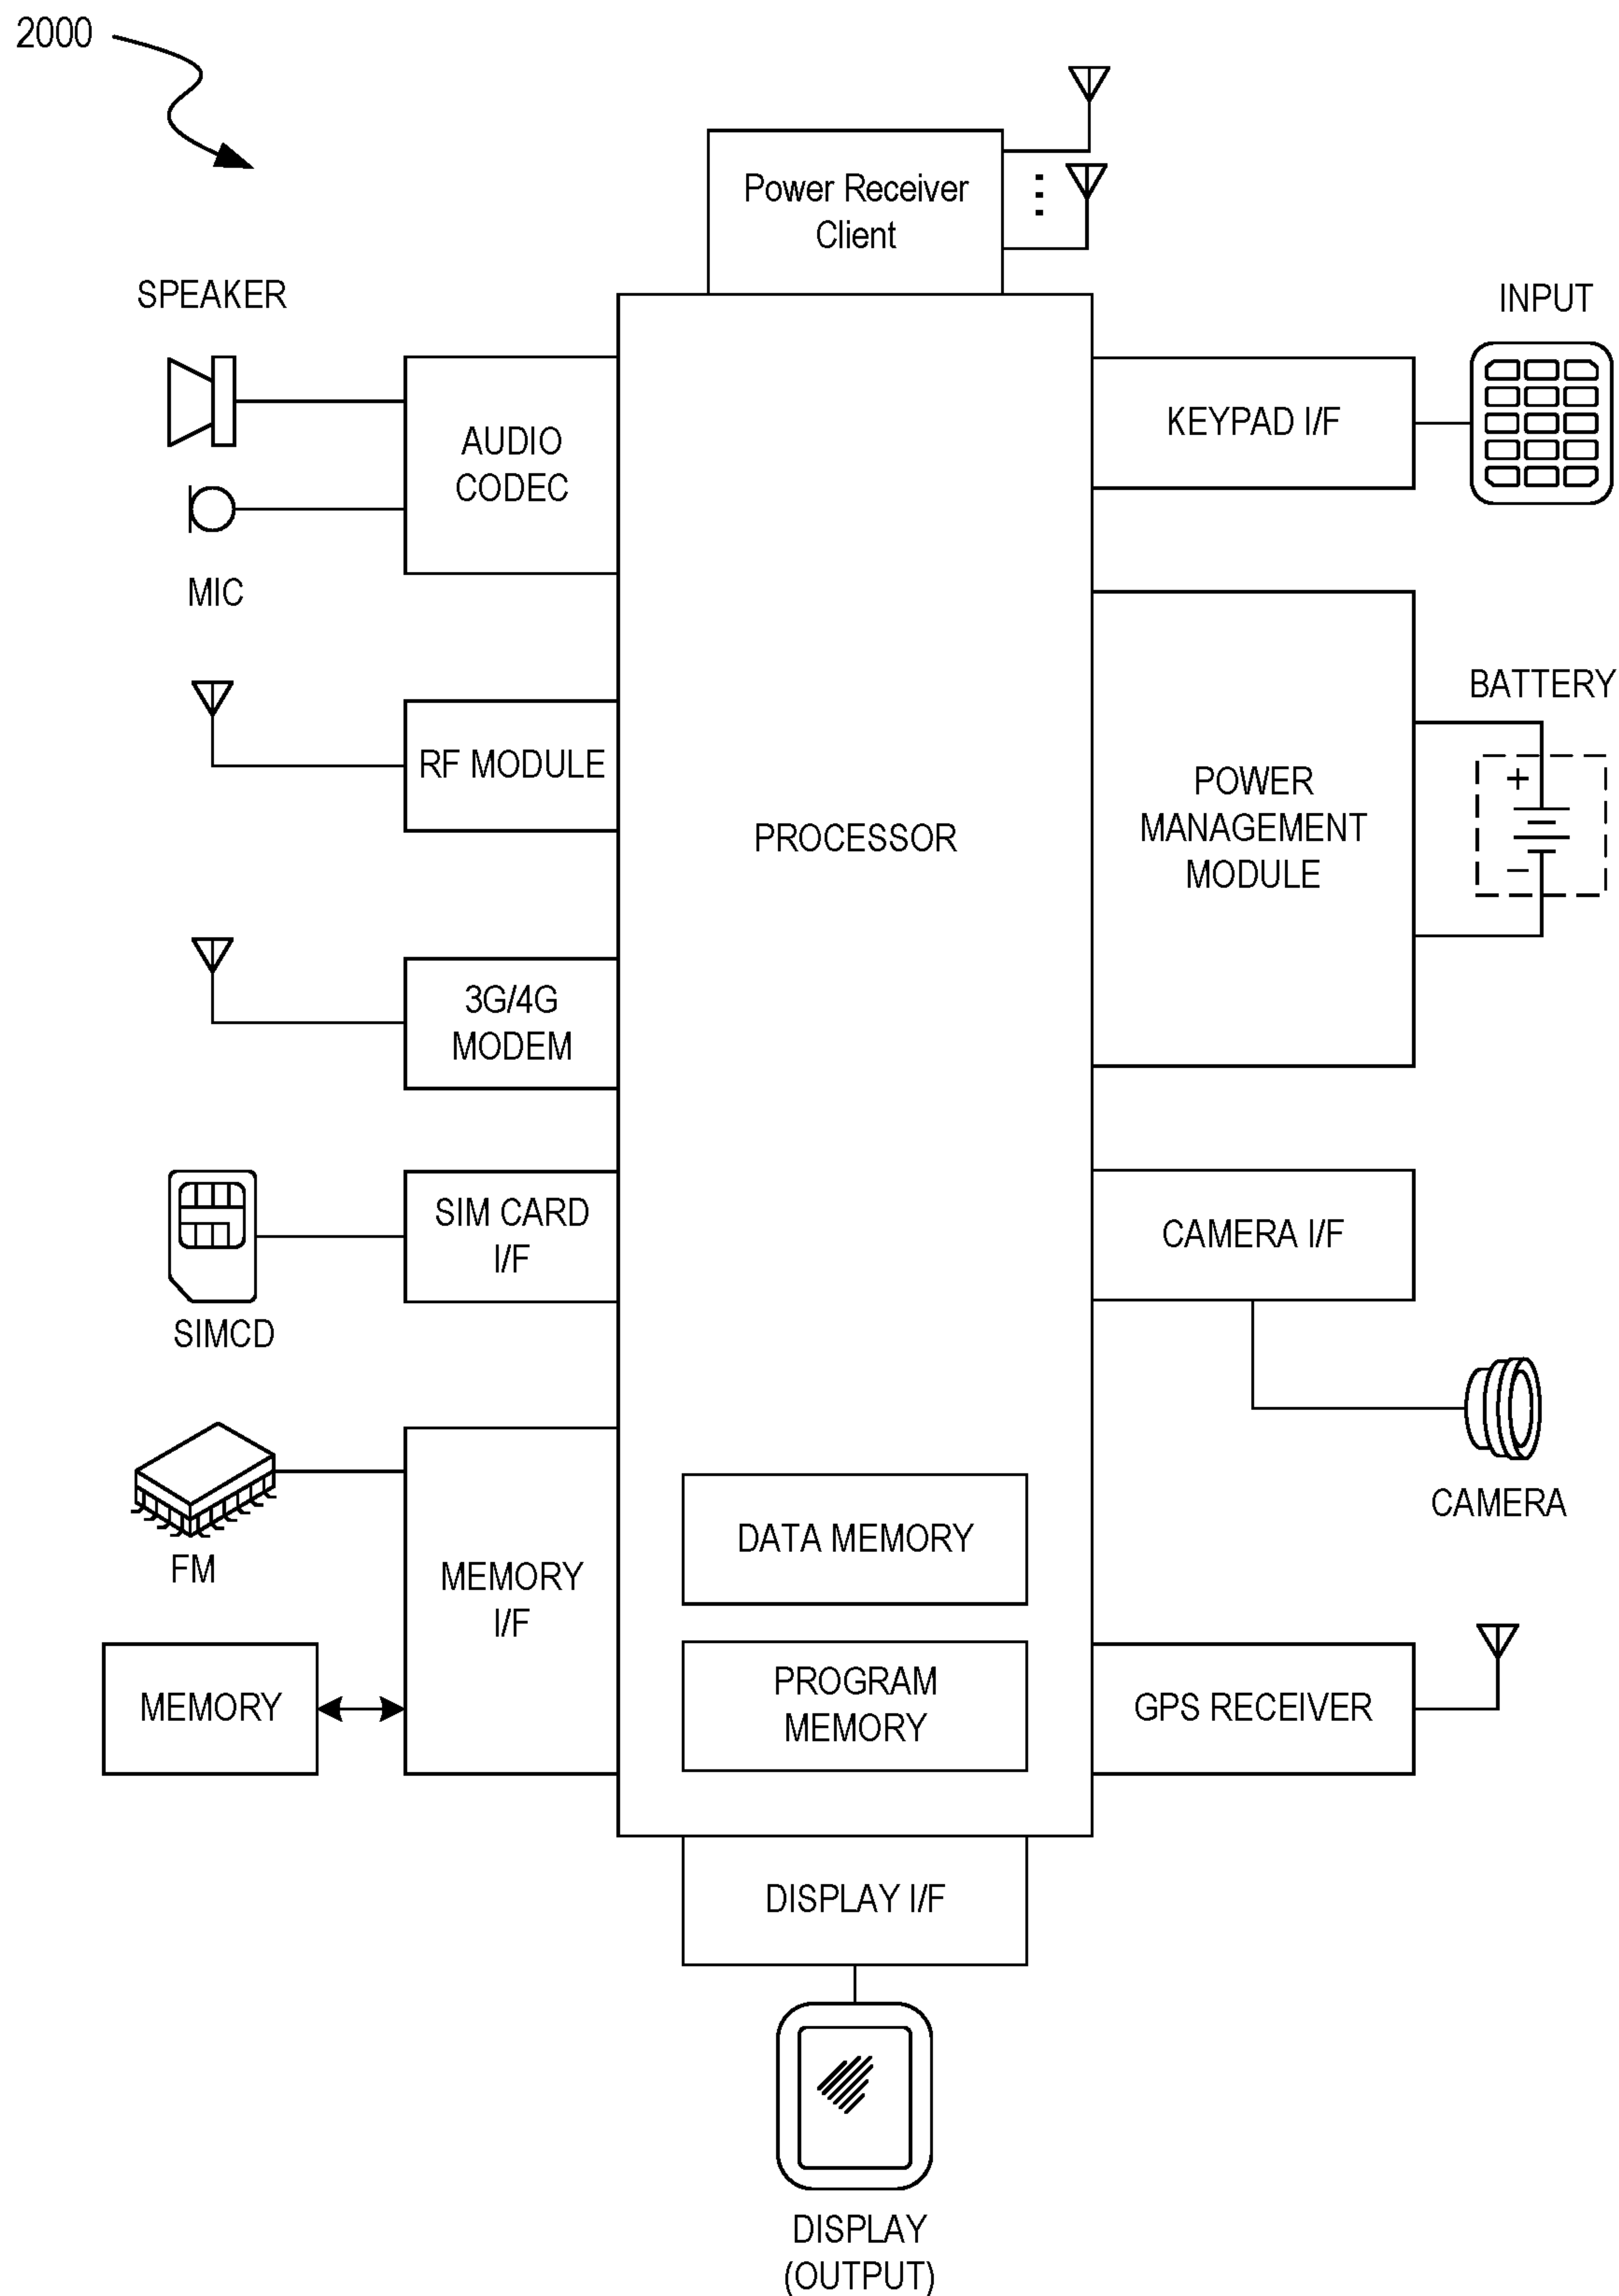 2000
Power Receiver
Client
SPEAKER
INPUT
AUDIO
CODEC
KEYPAD I/F
MIC
BATTERY
RF MODULE
POWER
MANAGEMENT
MODULE
+
−
PROCESSOR
3G/4G
MODEM
SIM CARD
I/F
CAMERA I/F
SIMCD
CAMERA
FM
MEMORY
I/F
DATA MEMORY
MEMORY
PROGRAM
MEMORY
GPS RECEIVER
DISPLAY I/F
DISPLAY
(OUTPUT)